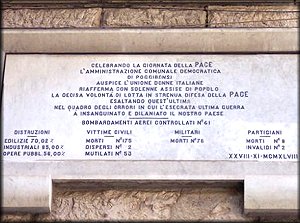 CELEBRANDO LA GIORNATA DELLA PACE
L'AMMINISTRAZIONE COMUNALE DEMOCRATICA
DI POGGIBONSI
AUSPICE L'UNIONE DONNE ITALIANE
RIAFFERMA CON SOLENNE ASSISE DI POPOLO
LA DECISA VOLONTÀ DI LOTTA IN STRENUA DIFESA DELLA PACE
ESALTANDO QUEST'ULTIMA
NEL QUADRO DEGLI ORRORI IN CUI L'ESECRATA ULTIMA GUERRA
A INSANGUINATO E DILANIATO IL NOSTRO PAESE
BOMBARDAMENTI AEREI CONTROLLATI N° 61
DISTRUZIONI VITTIME CIVILI MILITARI PARTIGIANI
EDILIZIE 70,02 % MORTI N° 175 MORTI N° 76 MORTI N° 8
INDUSTRIALI 85,00 % DISPERSI N° 2 INVALIDI N° 2
OPERE PUBBL. 56,00 % MUTILATI N° 53
XXVIII·XI·MCMXLVIII